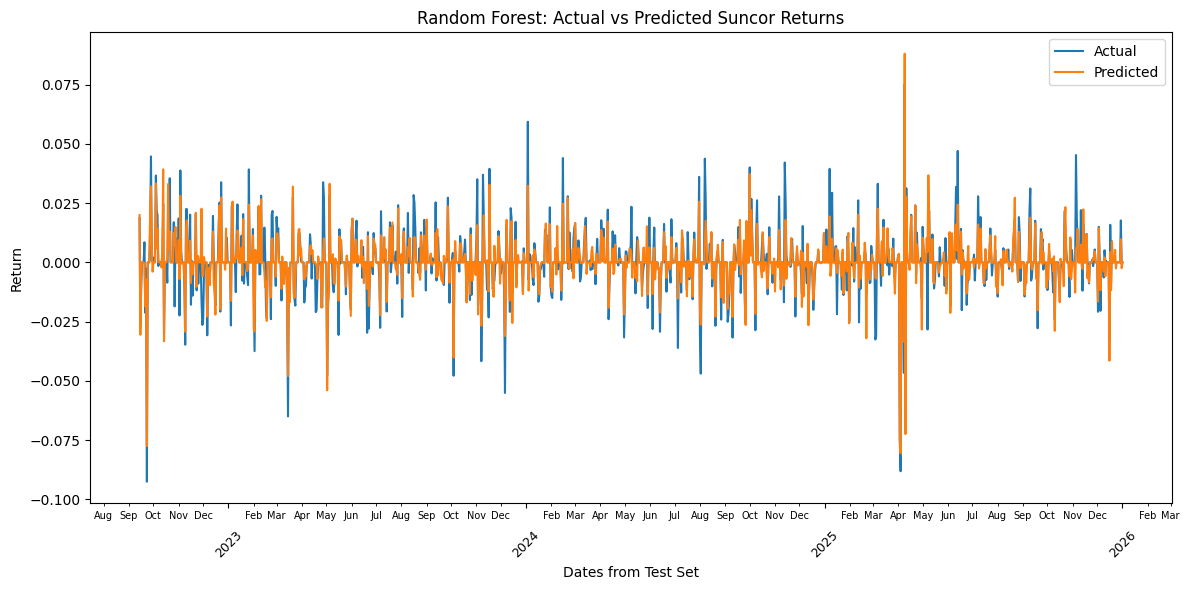 Random Forest: Actual vs Predicted Suncor Returns
Actual
Predicted
0.075
0.050
0.025
0.000
−0.025
−0.050
−0.075
−0.100
Return
Aug Sep Oct Nov Dec Feb Mar Apr May Jun Jul Aug Sep Oct Nov Dec Feb Mar Apr May Jun Jul Aug Sep Oct Nov Dec Feb Mar Apr May Jun Jul Aug Sep Oct Nov Dec Feb Mar
2023 2024 2025 2026
Dates from Test Set